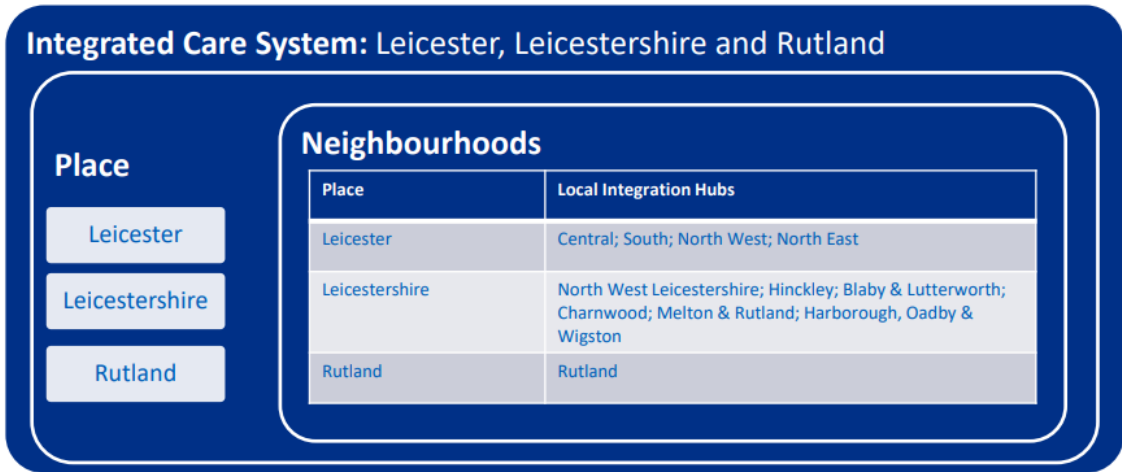 Integrated Care System: Leicester, Leicestershire and Rutland
Place
Leicester
Leicestershire
Rutland
Neighbourhoods
Place Local Integration Hubs
Leicester Central; South; North West; North East
Leicestershire North West Leicestershire; Hinckley; Blaby & Lutterworth;
Charnwood; Melton & Rutland; Harborough, Oadby &
Wigston
Rutland Rutland